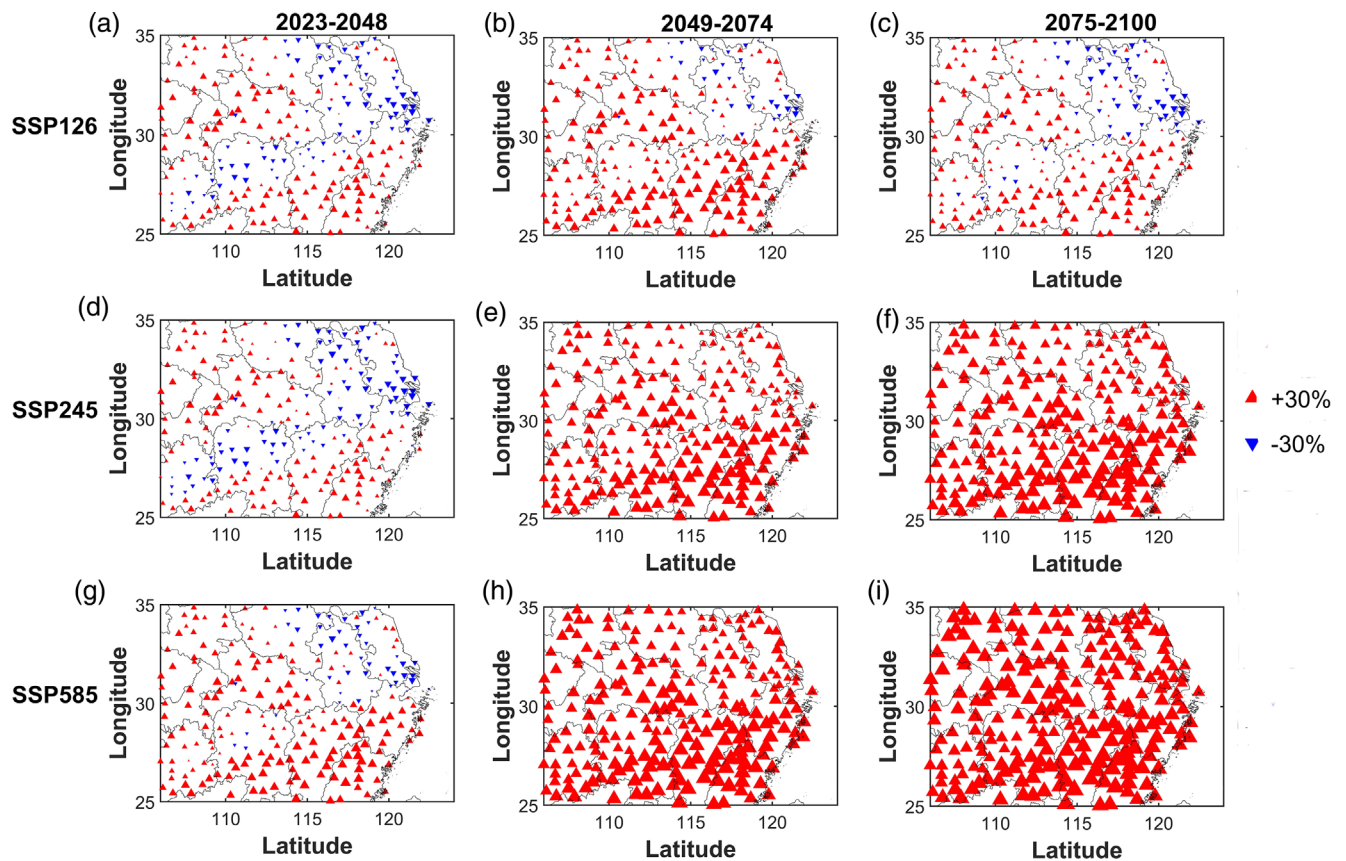 (a) 2023-2048 (b) 2049-2074 (c) 2075-2100
35 35 35
SSP126 Longitude 30 Longitude 30 Longitude 30
25 25 25
110 115 120 110 115 120 110 115 120
Latitude Latitude Latitude
(d) (e) (f)
35 35 35
SSP245 Longitude 30 Longitude 30 Longitude 30
+30%
-30%
25 25 25
110 115 120 110 115 120 110 115 120
Latitude Latitude Latitude
(g) (h) (i)
35 35 35
SSP585 Longitude 30 Longitude 30 Longitude 30
25 25 25
110 115 120 110 115 120 110 115 120
Latitude Latitude Latitude